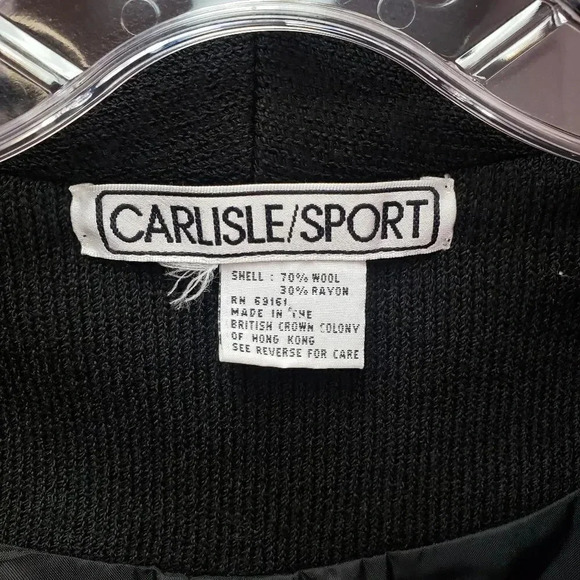 CARLISLE/SPORT
SHELL : 70% WOOL
30% RAYON
RN 69161
MADE IN THE
BRITISH CROWN COLONY
OF HONG KONG
SEE REVERSE FOR CARE